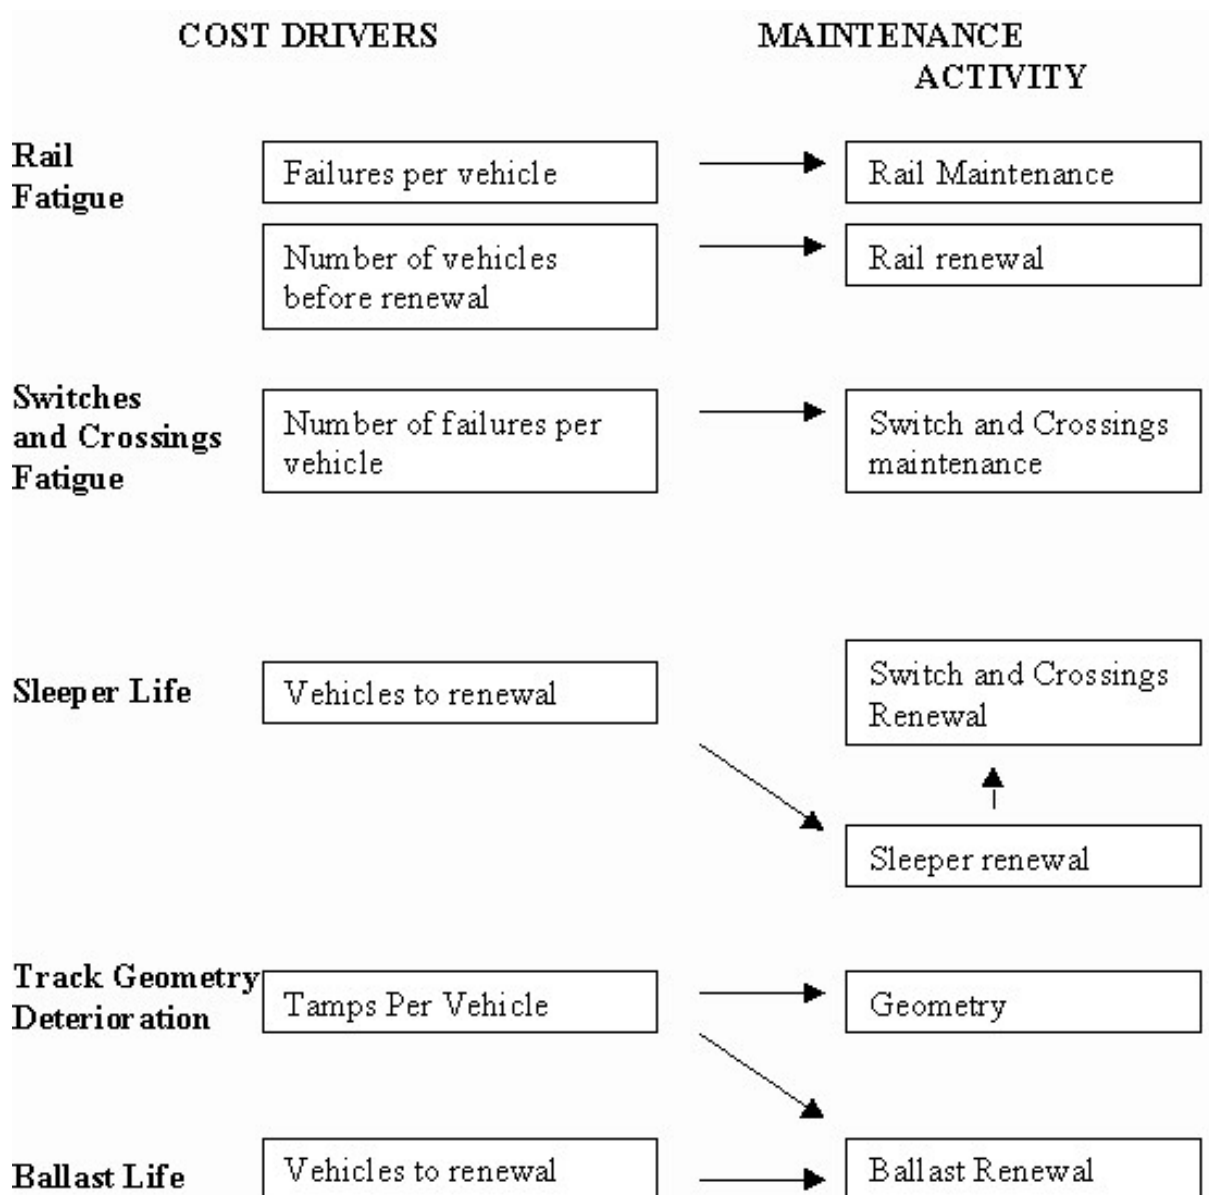 COST DRIVERS
MAINTENANCE
ACTIVITY
Rail
Fatigue
Failures per vehicle
Rail Maintenance
Number of vehicles
before renewal
Rail renewal
Switches
and Crossings
Fatigue
Number of failures per
vehicle
Switch and Crossings
maintenance
Sleeper Life
Vehicles to renewal
Switch and Crossings
Renewal
Sleeper renewal
Track Geometry
Deterioration
Tamps Per Vehicle
Geometry
Ballast Life
Vehicles to renewal
Ballast Renewal